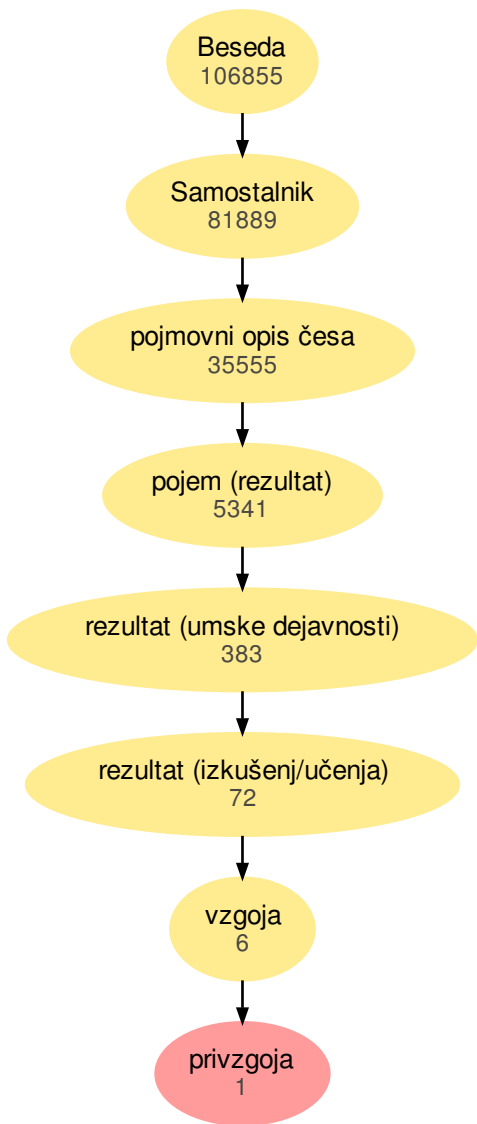 Beseda
106855
Samostalnik
81889
pojmovni opis česa
35555
pojem (rezultat)
5341
rezultat (umske dejavnosti)
383
rezultat (izkušenj/učenja)
72
vzgoja
6
privzgoja
1